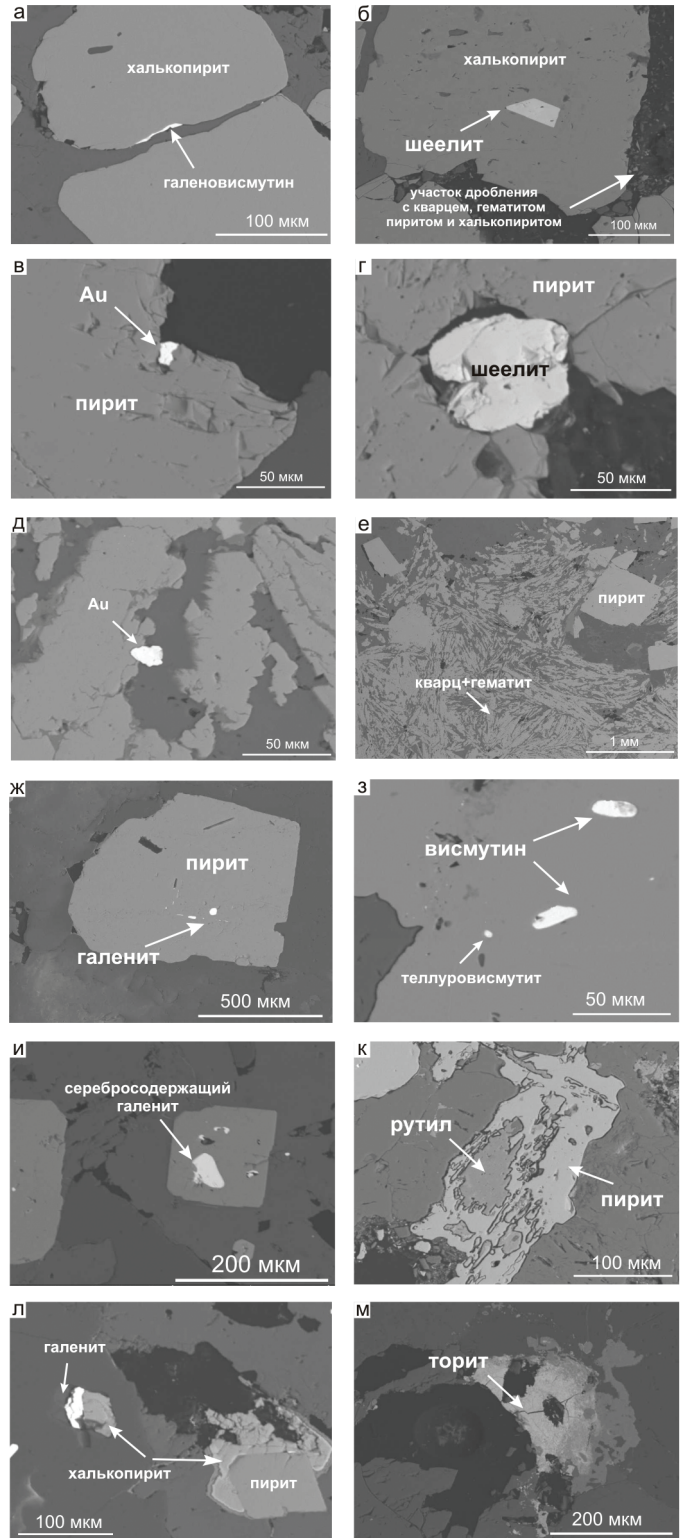 а
халькопирит
галеновисмутин
100 мкм
б
халькопирит
шеелит
участок дробления
с кварцем, гематитом
пиритом и халькопиритом
100 мкм
в
Au
пирит
50 мкм
г
пирит
шеелит
50 мкм
д
Au
50 мкм
е
пирит
кварц+гематит
1 мм
ж
пирит
галенит
500 мкм
з
висмутин
теллуровисмутит
50 мкм
и
серебросодержащий
галенит
200 мкм
к
рутил
пирит
100 мкм
л
галенит
халькопирит
пирит
100 мкм
м
торит
200 мкм